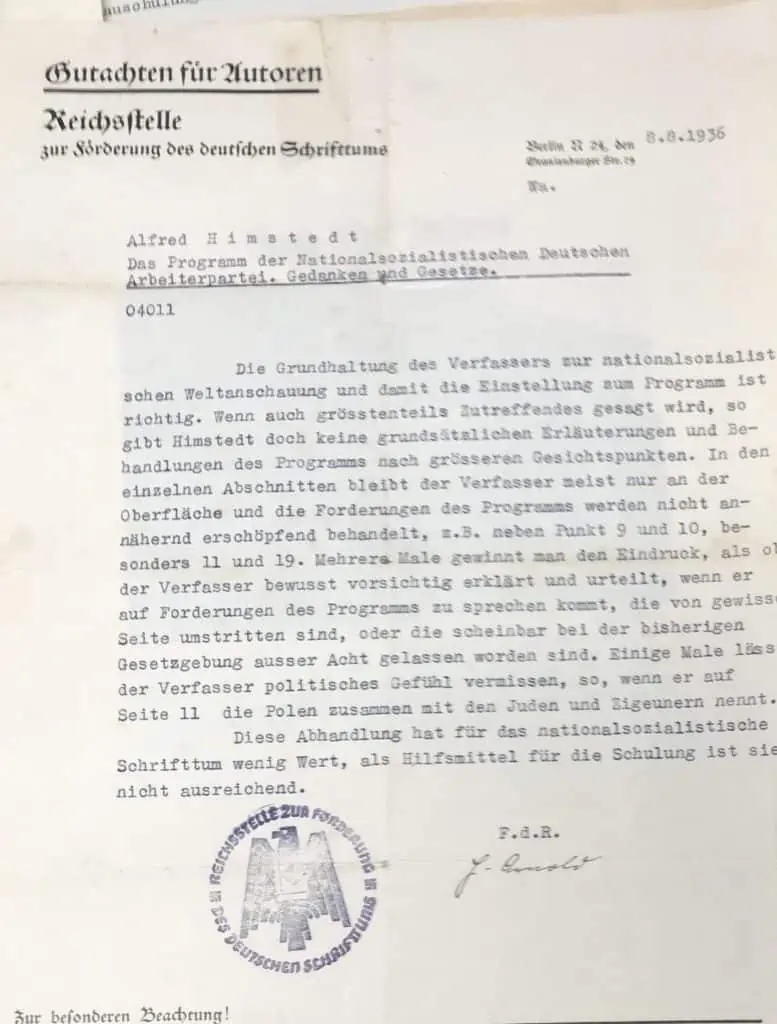 Gutachten für Autoren
Reichsstelle
zur Förderung des deutschen Schrifttums
Berlin N 24, den 8.8.1936
Oranienburger Str. 79
Wa.
Alfred Himstedt
Das Programm der Nationalsozialistischen Deutschen
Arbeiterpartei. Gedanken und Gesetze.
04011
Die Grundhaltung des Verfassers zur nationalsozialist
schen Weltanschauung und damit die Einstellung zum Programm ist
richtig. Wenn auch grösstenteils Zutreffendes gesagt wird, so
gibt Himstedt doch keine grundsätzlichen Erläuterungen und Be-
handlungen des Programms nach grösseren Gesichtspunkten. In den
einzelnen Abschnitten bleibt der Verfasser meist nur an der
Oberfläche und die Forderungen des Programms werden nicht an-
nähernd erschöpfend behandelt, z.B. neben Punkt 9 und 10, be-
sonders 11 und 19. Mehrere Male gewinnt man den Eindruck, als ob
der Verfasser bewusst vorsichtig erklärt und urteilt, wenn er
auf Forderungen des Programms zu sprechen kommt, die von gewisse
Seite umstritten sind, oder die scheinbar bei der bisherigen
Gesetzgebung ausser Acht gelassen worden sind. Einige Male läss
der Verfasser politisches Gefühl vermissen, so, wenn er auf
Seite 11 die Polen zusammen mit den Juden und Zigeunern nennt.
Diese Abhandlung hat für das nationalsozialistische
Schrifttum wenig Wert, als Hilfsmittel für die Schulung ist sie
nicht ausreichend.
F.d.R.
J. Arnold
REICHSSTELLE ZUR FÖRDERUNG
DES DEUTSCHEN SCHRIFTTUMS
Zur besonderen Beachtung!